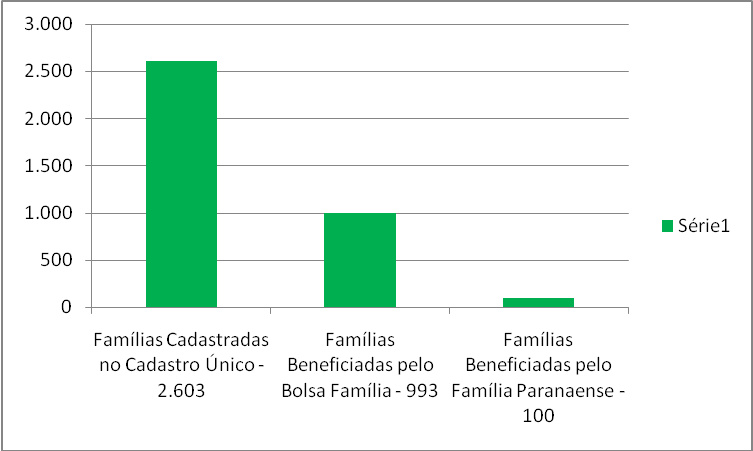 3.000
2.500
2.000
1.500
1.000
500
0
Famílias Cadastradas
no Cadastro Único -
2.603
Famílias
Beneficiadas pelo
Bolsa Família - 993
Famílias
Beneficiadas pelo
Família Paranaense -
100
Série1